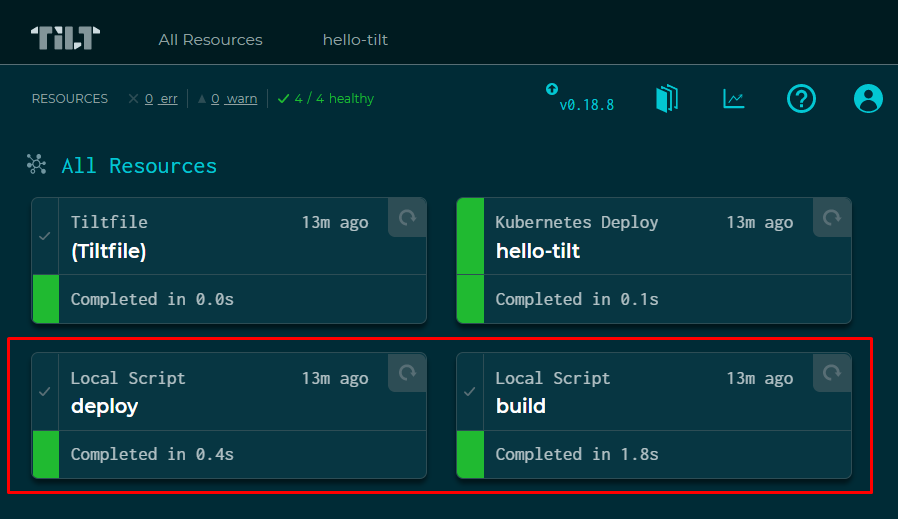 TILT All Resources hello-tilt
RESOURCES 0 err 0 warn 4 / 4 healthy v0.18.8
All Resources
Tiltfile 13m ago
(Tiltfile)
Completed in 0.0s
Kubernetes Deploy 13m ago
hello-tilt
Completed in 0.1s
Local Script 13m ago
deploy
Completed in 0.4s
Local Script 13m ago
build
Completed in 1.8s